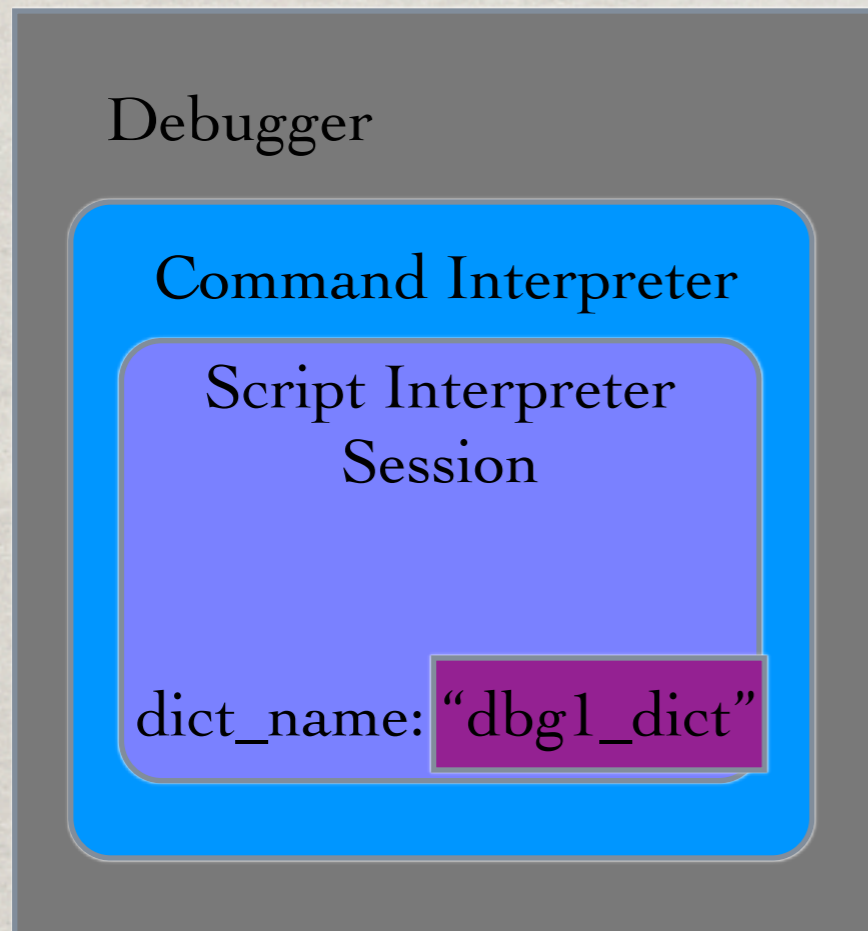 Debugger
Command Interpreter
Script Interpreter
Session
dict_name: “dbg1_dict”